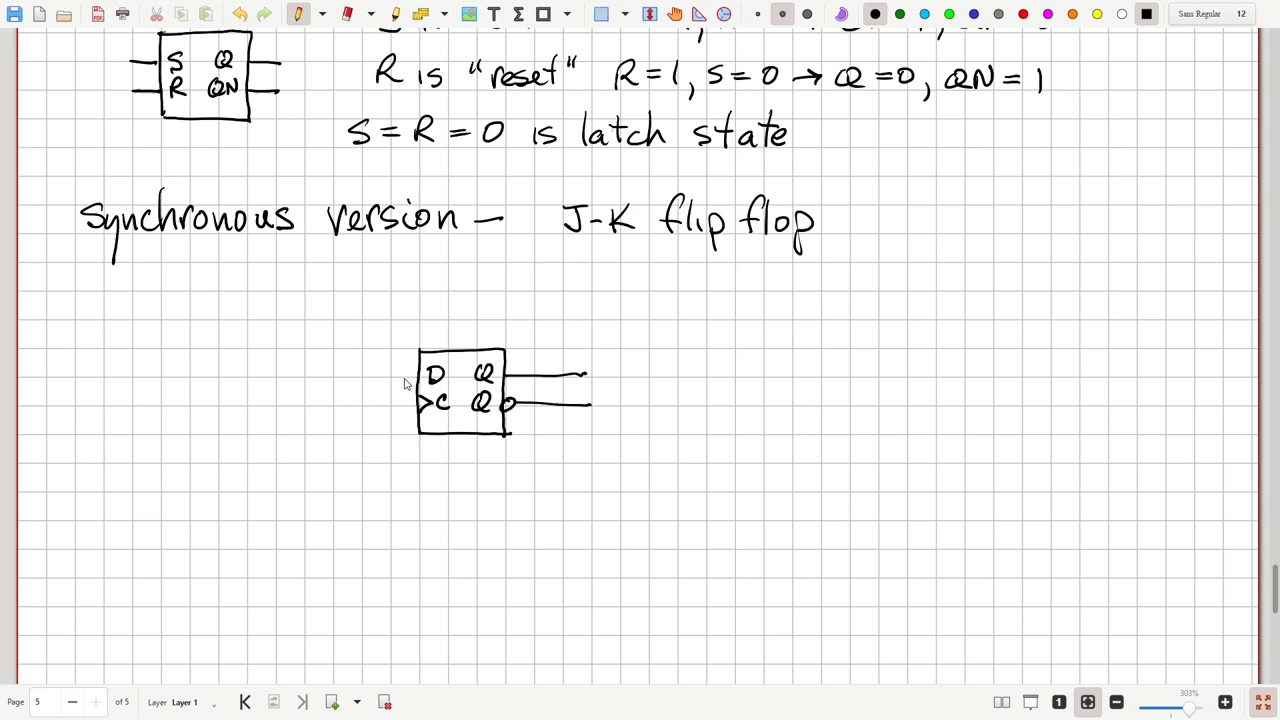 Sans Regular 12
S Q
R QN
R is "reset" R=1, S=0 → Q=0, QN=1
S=R=0 is latch state
Synchronous version — J-K flip flop
D Q
>C Q
Page 5 of 5 Layer Layer 1 303%